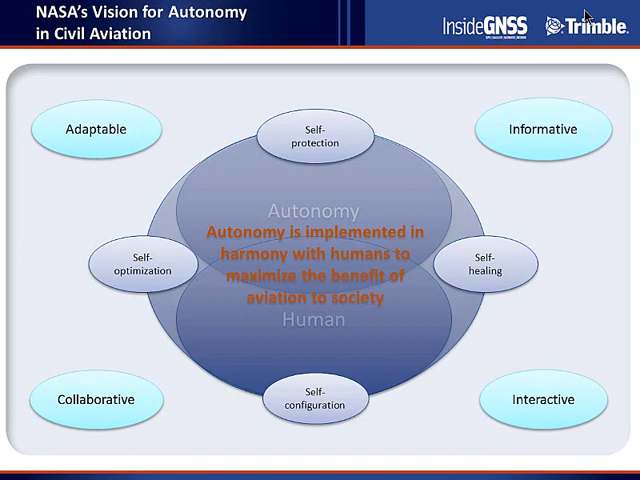 NASA's Vision for Autonomy
in Civil Aviation
InsideGNSS
Trimble.
Adaptable
Self-
protection
Informative
Autonomy
Autonomy is implemented in
harmony with humans to
maximize the benefit of
aviation to society
Self-
optimization
Self-
healing
Human
Collaborative
Self-
configuration
Interactive